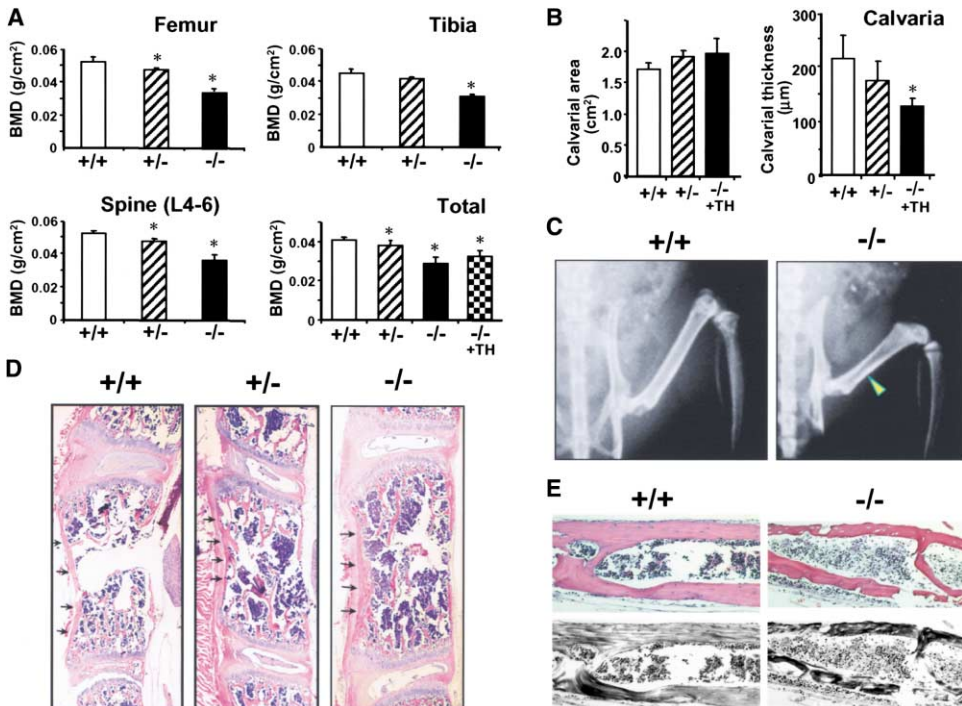 A
Femur
BMD (g/cm²)
0.06
0.04
0.02
0
*
*
+/+
+/-
-/-
Tibia
BMD (g/cm²)
0.06
0.04
0.02
0
*
+/+
+/-
-/-
Spine (L4-6)
BMD (g/cm²)
0.06
0.04
0.02
0
*
*
+/+
+/-
-/-
Total
BMD (g/cm²)
0.04
0.02
0
*
*
*
+/+
+/-
-/-
-/-
+TH
B
Calvarial area
(cm²)
2.0
1.5
1.0
.5
0
+/+
+/-
-/-
+TH
Calvaria
Calvarial thickness
(μm)
300
200
100
0
*
+/+
+/-
-/-
+TH
C
+/+
-/-
D
+/+
+/-
-/-
E
+/+
-/-